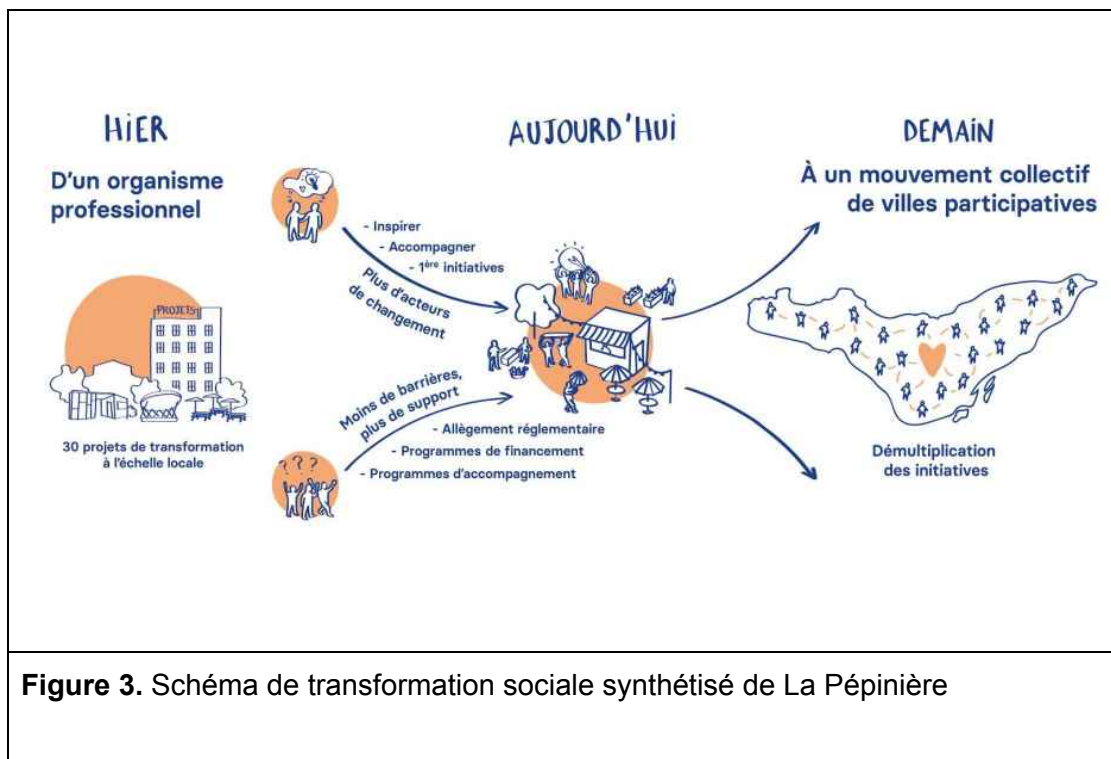 HiER
D'un organisme
professionnel
PROJETS
30 projets de transformation
à l'échelle locale
- Inspirer
- Accompagner
- 1ère initiatives
Plus d'acteurs
de changement
???
Moins de barrières,
plus de support
- Allègement réglementaire
- Programmes de financement
- Programmes d'accompagnement
AUJOURD'HUi
DEMAiN
À un mouvement collectif
de villes participatives
Démultiplication
des initiatives
Figure 3. Schéma de transformation sociale synthétisé de La Pépinière